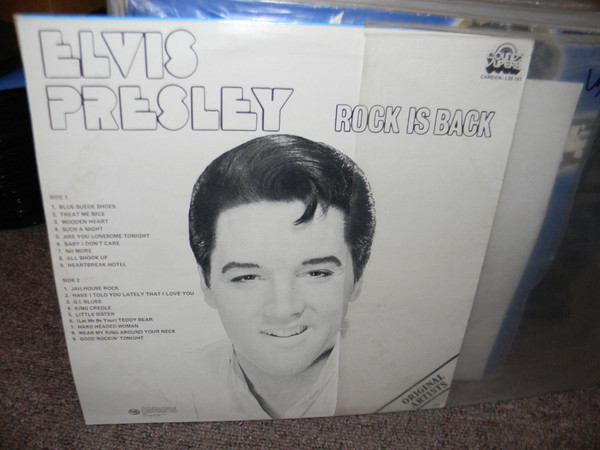 ELVIS
PRESLEY
ROCK IS BACK
SOUND
SUPERB
CAMDEN
SIDE 1
1. BLUE SUEDE SHOES
2. TREAT ME NICE
3. WOODEN HEART
4. SUCH A NIGHT
5. ARE YOU LONESOME TONIGHT
6. BABY I DON'T CARE
7. NO MORE
8. ALL SHOOK UP
9. HEARTBREAK HOTEL
SIDE 2
1. JAILHOUSE ROCK
2. HAVE I TOLD YOU LATELY THAT I LOVE YOU
3. G.I. BLUES
4. KING CREOLE
5. LITTLE SISTER
6. (Let Me Be Your) TEDDY BEAR
7. HARD HEADED WOMAN
8. WEAR MY RING AROUND YOUR NECK
9. GOOD ROCKIN' TONIGHT
ORIGINAL
ARTISTS